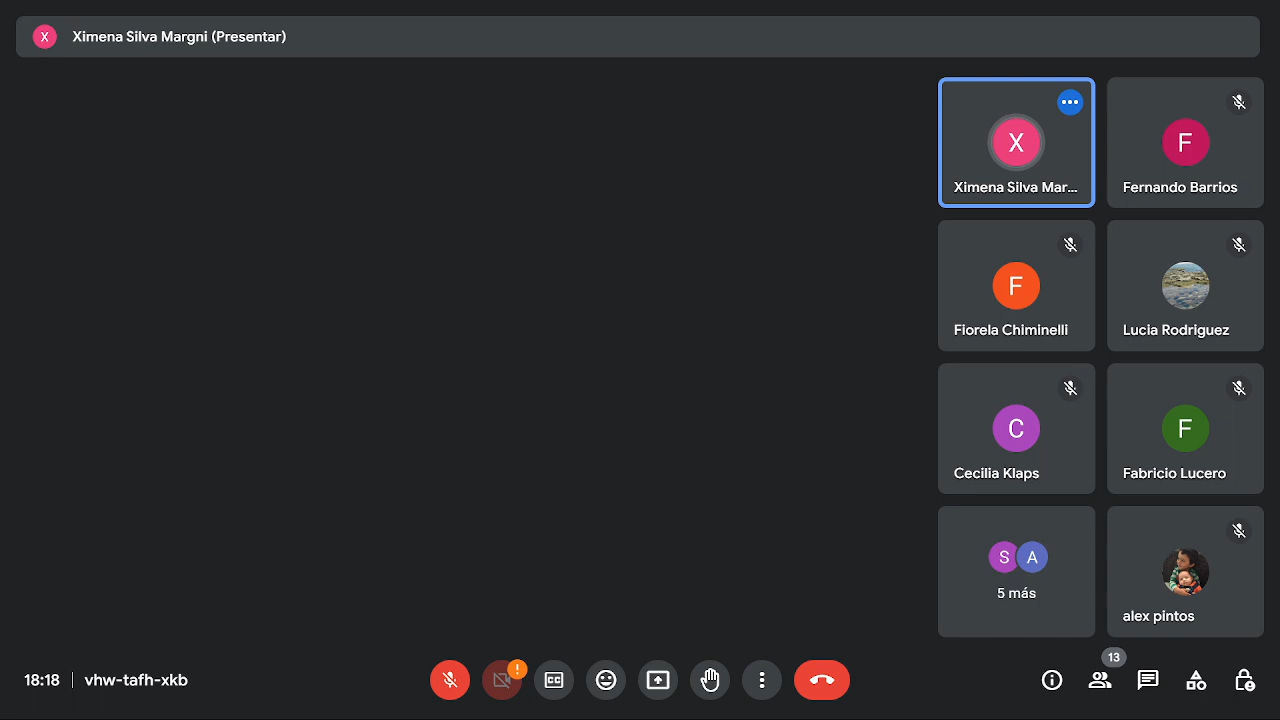 X Ximena Silva Margni (Presentar)
X
Ximena Silva Mar...
F
Fernando Barrios
F
Fiorela Chiminelli
Lucia Rodriguez
C
Cecilia Klaps
F
Fabricio Lucero
S A
5 más
alex pintos
18:18 | vhw-tafh-xkb
!
CC
13